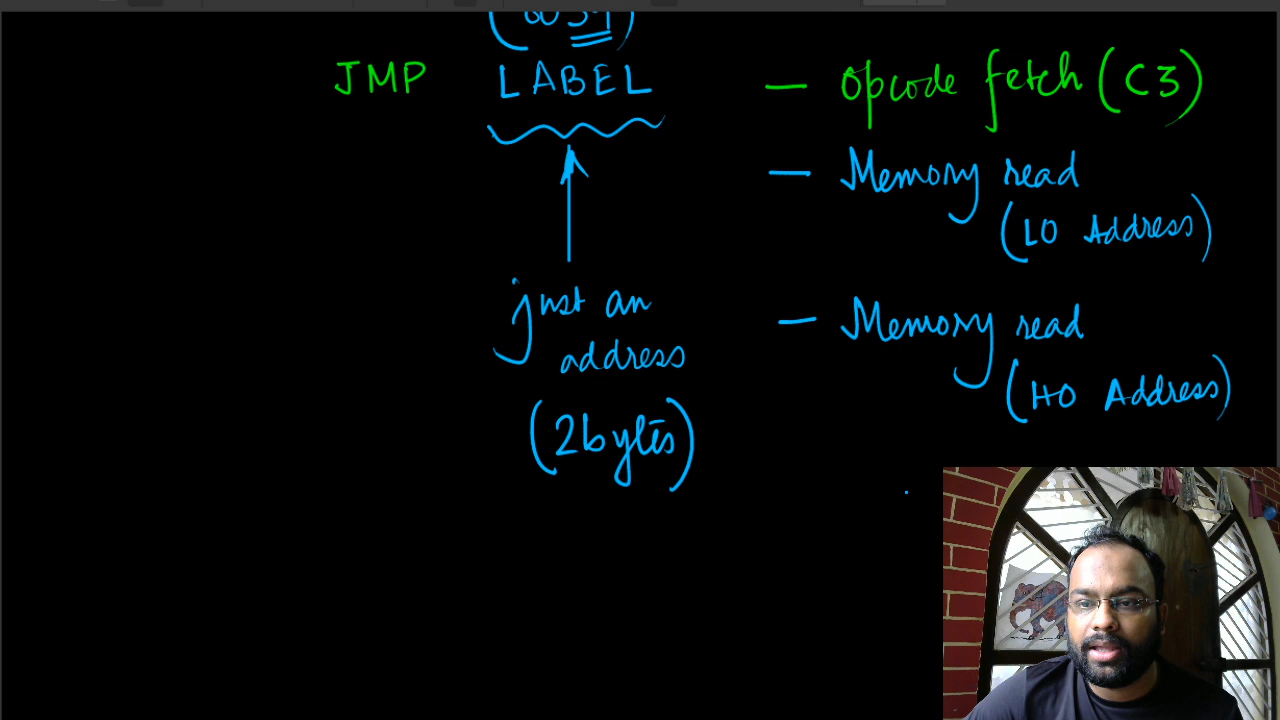 JMP LABEL — Opcode fetch (C3)
— Memory read
(LO Address)
just an
address
(2bytes)
— Memory read
(HO Address)